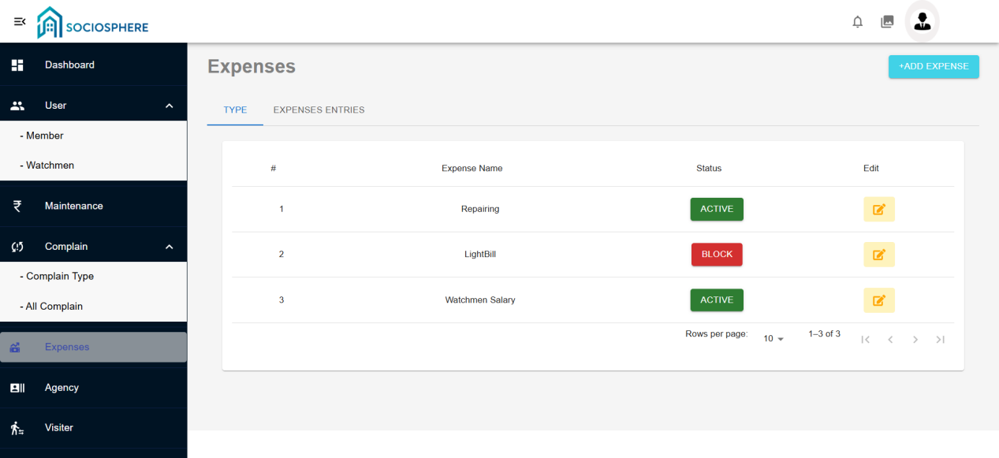 SOCIOSPHERE
Dashboard
User
- Member
- Watchmen
Maintenance
Complain
- Complain Type
- All Complain
Expenses
Agency
Visiter
Expenses
+ADD EXPENSE
TYPE EXPENSES ENTRIES
# Expense Name Status Edit
1 Repairing ACTIVE
2 LightBill BLOCK
3 Watchmen Salary ACTIVE
Rows per page: 10 1–3 of 3